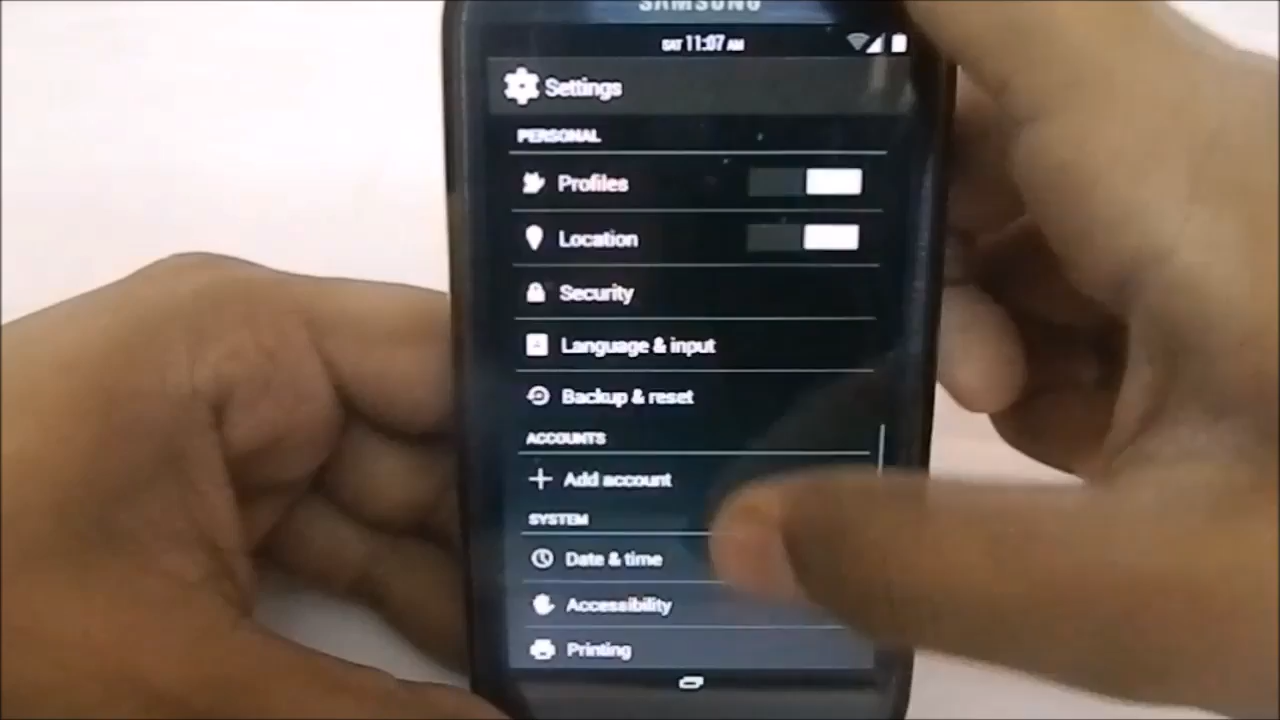 SAMSUNG
SAT 11:07 AM
Settings
PERSONAL
Profiles
Location
Security
Language & input
Backup & reset
ACCOUNTS
Add account
SYSTEM
Date & time
Accessibility
Printing